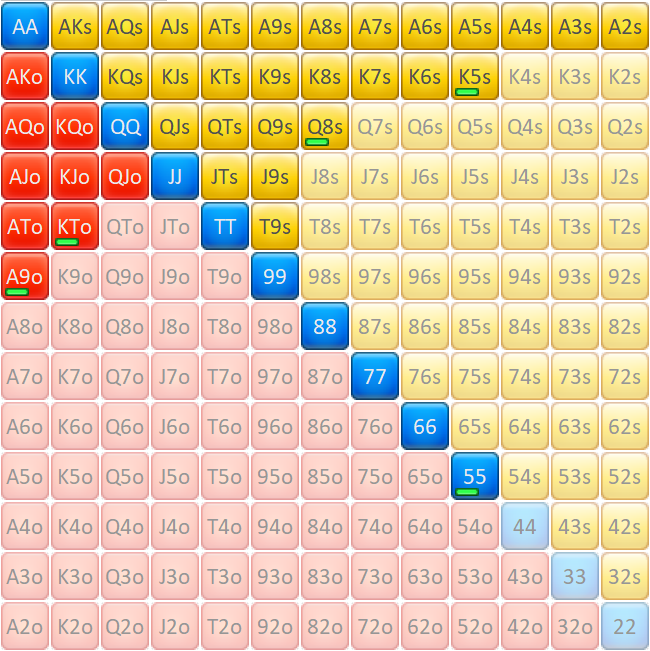 AA AKs AQs AJs ATs A9s A8s A7s A6s A5s A4s A3s A2s
AKo KK KQs KJs KTs K9s K8s K7s K6s K5s K4s K3s K2s
AQo KQo QQ QJs QTs Q9s Q8s Q7s Q6s Q5s Q4s Q3s Q2s
AJo KJo QJo JJ JTs J9s J8s J7s J6s J5s J4s J3s J2s
ATo KTo QTo JTo TT T9s T8s T7s T6s T5s T4s T3s T2s
A9o K9o Q9o J9o T9o 99 98s 97s 96s 95s 94s 93s 92s
A8o K8o Q8o J8o T8o 98o 88 87s 86s 85s 84s 83s 82s
A7o K7o Q7o J7o T7o 97o 87o 77 76s 75s 74s 73s 72s
A6o K6o Q6o J6o T6o 96o 86o 76o 66 65s 64s 63s 62s
A5o K5o Q5o J5o T5o 95o 85o 75o 65o 55 54s 53s 52s
A4o K4o Q4o J4o T4o 94o 84o 74o 64o 54o 44 43s 42s
A3o K3o Q3o J3o T3o 93o 83o 73o 63o 53o 43o 33 32s
A2o K2o Q2o J2o T2o 92o 82o 72o 62o 52o 42o 32o 22